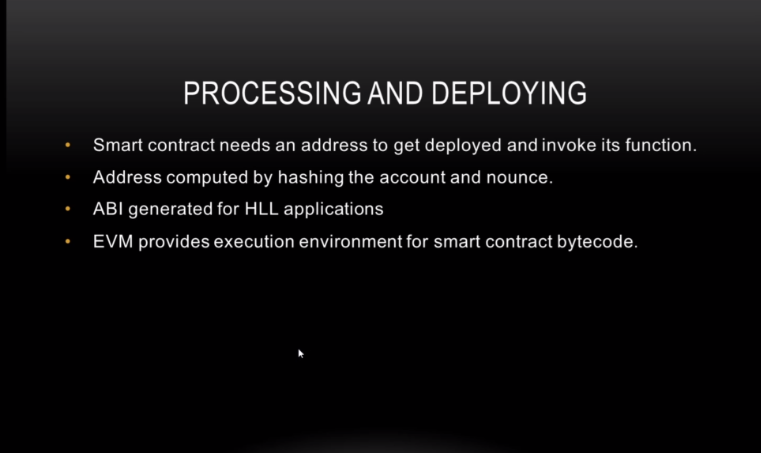 PROCESSING AND DEPLOYING
• Smart contract needs an address to get deployed and invoke its function.
• Address computed by hashing the account and nounce.
• ABI generated for HLL applications
• EVM provides execution environment for smart contract bytecode.